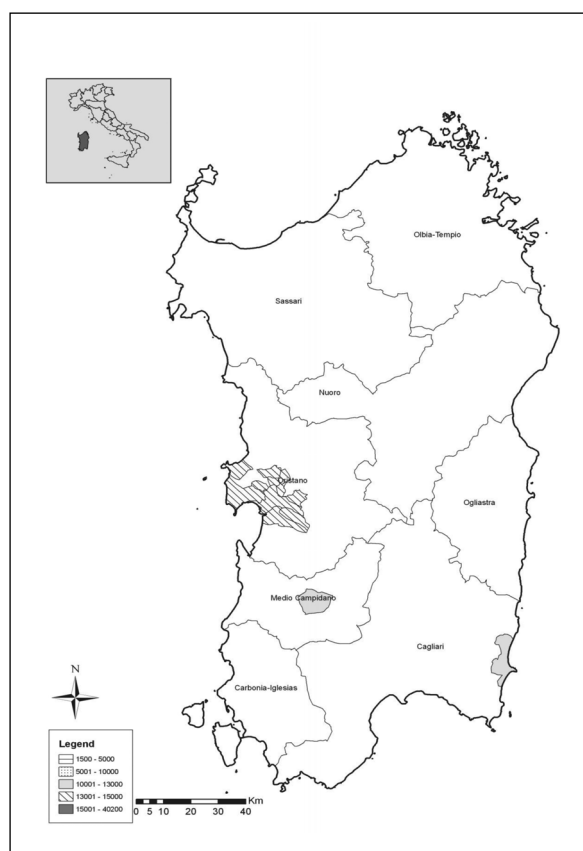 Olbia-Tempio
Sassari
Nuoro
Oristano
Ogliastra
Medio Campidano
Cagliari
Carbonia-Iglesias
N
Legend
1500 - 5000
5001 - 10000
10001 - 13000
13001 - 15000
15001 - 40200
Km
0 5 10 20 30 40